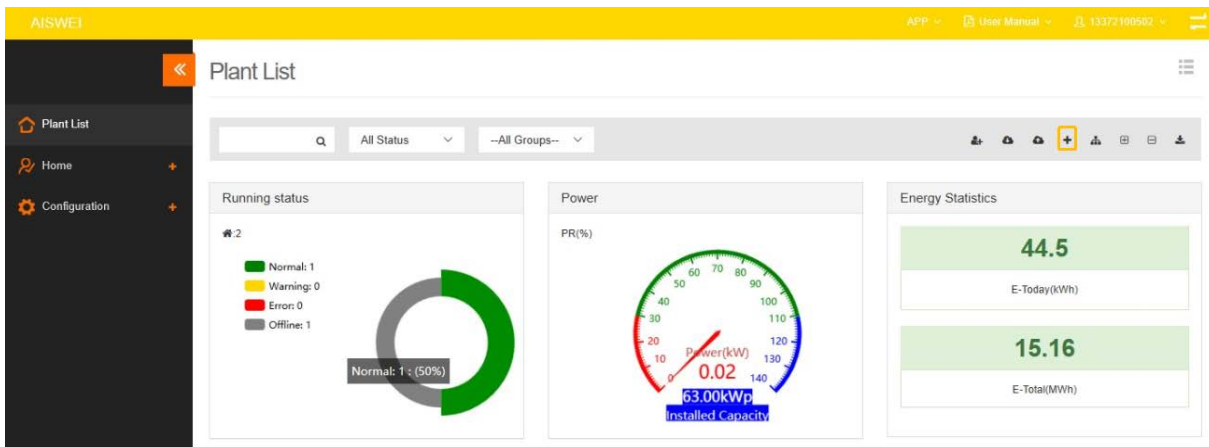 AISWEI
APP
User Manual
13372100502
Plant List
Plant List
Home
Configuration
All Status
--All Groups--
Running status
:2
Normal: 1
Warning: 0
Error: 0
Offline: 1
Normal: 1 : (50%)
Power
PR(%)
0
10
20
30
40
50
60
70
80
90
100
110
120
130
140
Power(kW)
0.02
63.00kWp
Installed Capacity
Energy Statistics
44.5
E-Today(kWh)
15.16
E-Total(MWh)